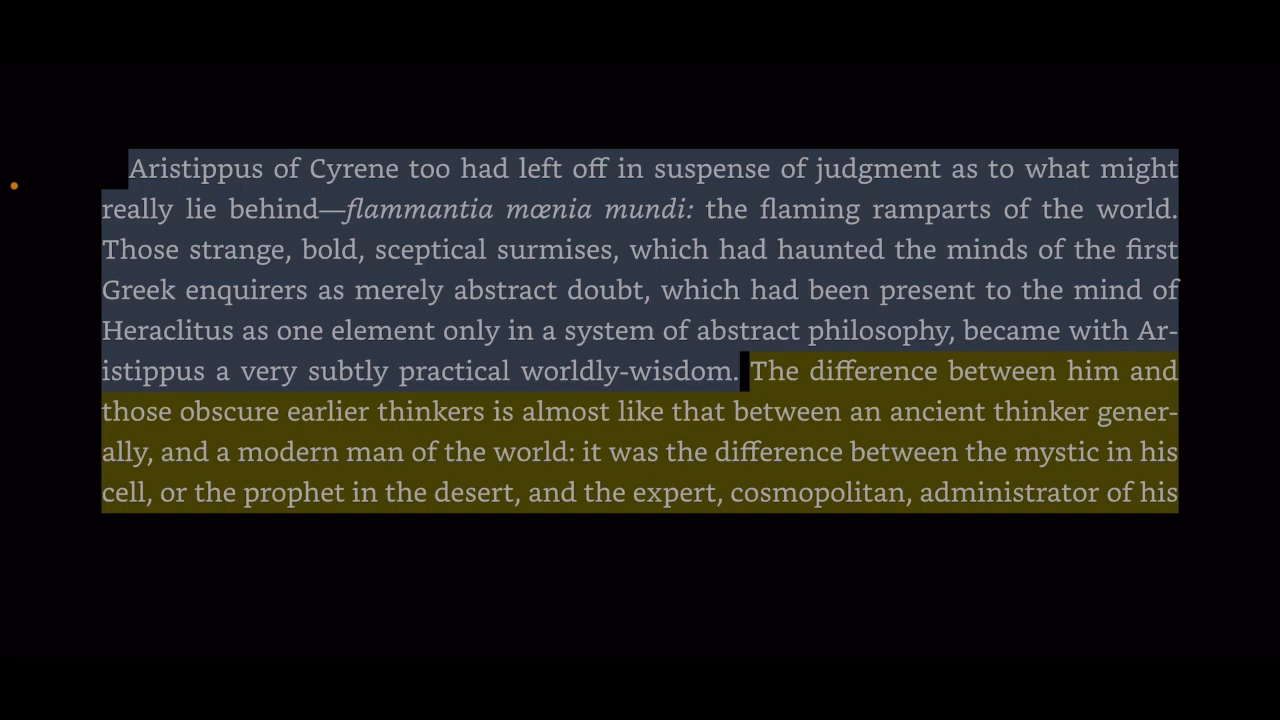 Aristippus of Cyrene too had left off in suspense of judgment as to what might
really lie behind—flammantia mœnia mundi: the flaming ramparts of the world.
Those strange, bold, sceptical surmises, which had haunted the minds of the first
Greek enquirers as merely abstract doubt, which had been present to the mind of
Heraclitus as one element only in a system of abstract philosophy, became with Ar-
istippus a very subtly practical worldly-wisdom. The difference between him and
those obscure earlier thinkers is almost like that between an ancient thinker gener-
ally, and a modern man of the world: it was the difference between the mystic in his
cell, or the prophet in the desert, and the expert, cosmopolitan, administrator of his